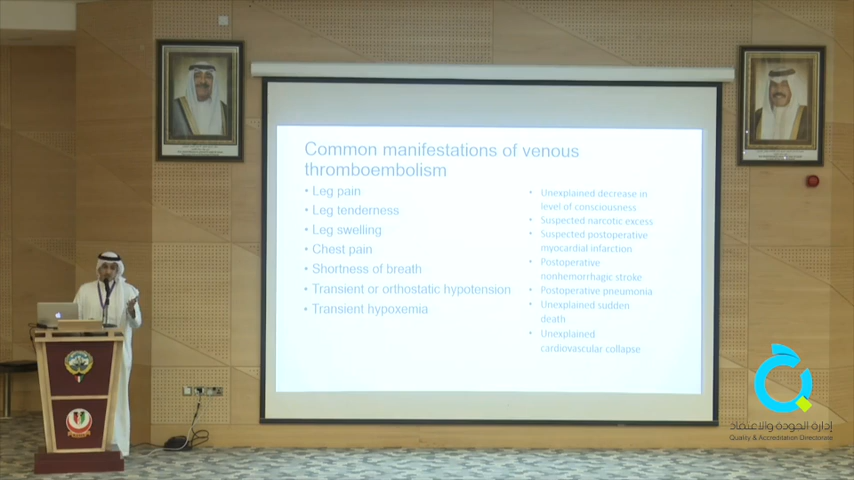 Common manifestations of venous
thromboembolism
• Leg pain
• Leg tenderness
• Leg swelling
• Chest pain
• Shortness of breath
• Transient or orthostatic hypotension
• Transient hypoxemia
• Unexplained decrease in
level of consciousness
• Suspected narcotic excess
• Suspected postoperative
myocardial infarction
• Postoperative
nonhemorrhagic stroke
• Postoperative pneumonia
• Unexplained sudden
death
• Unexplained
cardiovascular collapse
إدارة الجودة والاعتماد
Quality & Accreditation Directorate